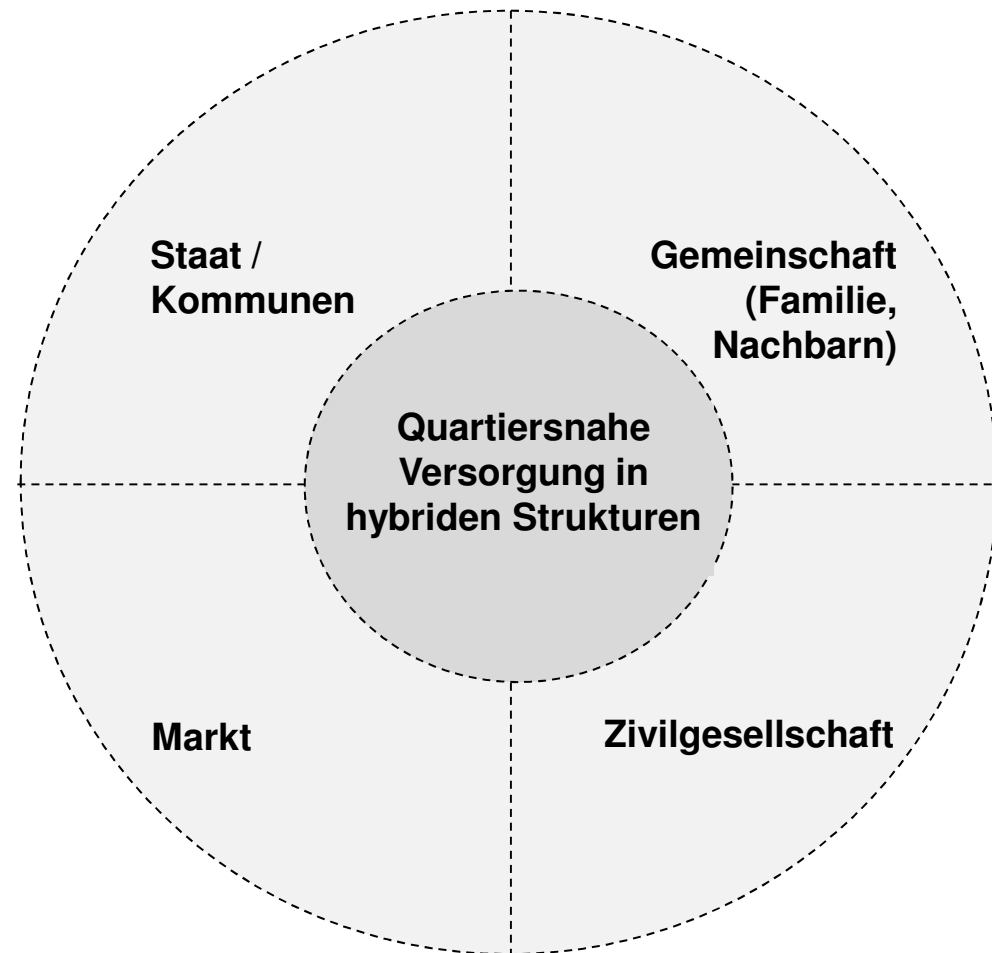 Staat /
Kommunen
Gemeinschaft
(Familie,
Nachbarn)
Quartiersnahe
Versorgung in
hybriden Strukturen
Markt
Zivilgesellschaft